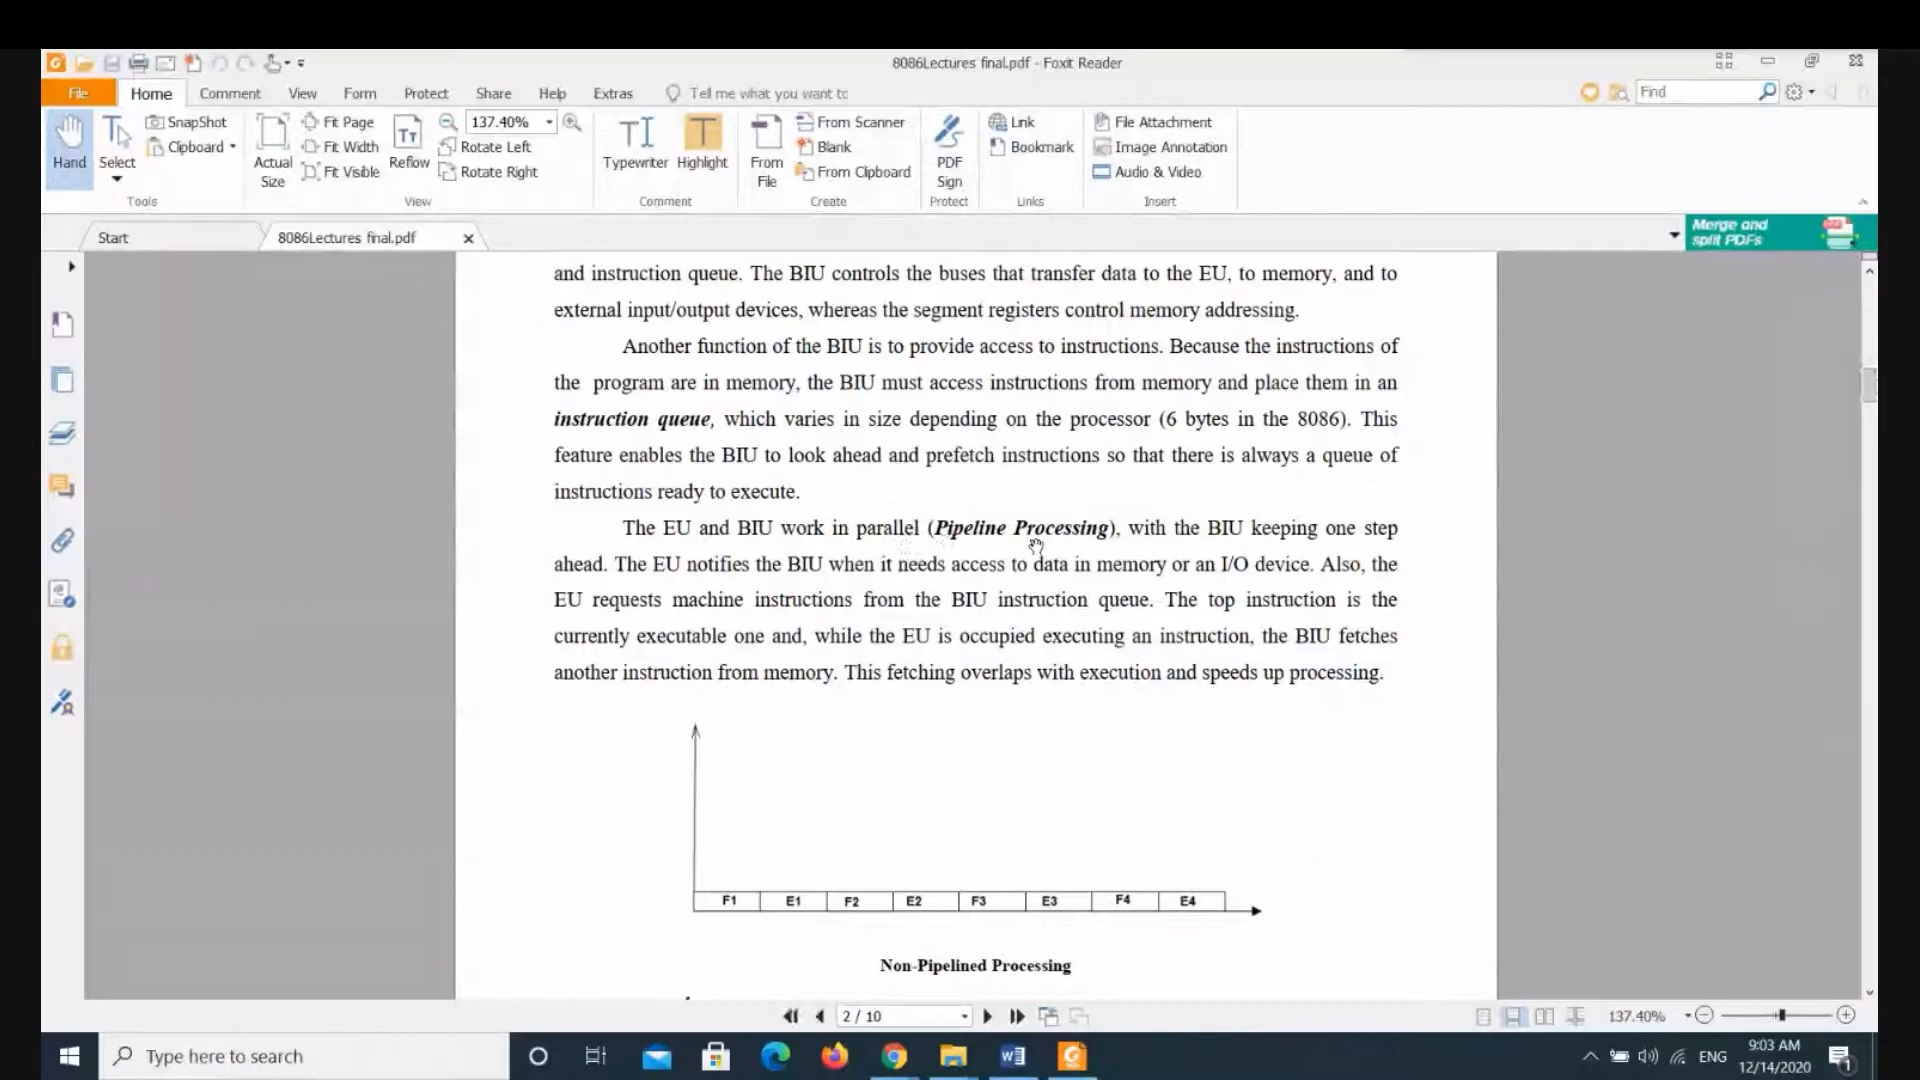 8086Lectures final.pdf - Foxit Reader
File Home Comment View Form Protect Share Help Extras Tell me what you want tc Find
SnapShot Fit Page 137.40% From Scanner Link File Attachment
Clipboard Fit Width Rotate Left Blank Bookmark Image Annotation
Hand Select Actual Size Fit Visible Reflow Rotate Right Typewriter Highlight From File From Clipboard PDF Sign Audio & Video
Tools View Comment Create Protect Links Insert
Start 8086Lectures final.pdf Merge and split PDFs
and instruction queue. The BIU controls the buses that transfer data to the EU, to memory, and to
external input/output devices, whereas the segment registers control memory addressing.
Another function of the BIU is to provide access to instructions. Because the instructions of
the program are in memory, the BIU must access instructions from memory and place them in an
instruction queue, which varies in size depending on the processor (6 bytes in the 8086). This
feature enables the BIU to look ahead and prefetch instructions so that there is always a queue of
instructions ready to execute.
The EU and BIU work in parallel (Pipeline Processing), with the BIU keeping one step
ahead. The EU notifies the BIU when it needs access to data in memory or an I/O device. Also, the
EU requests machine instructions from the BIU instruction queue. The top instruction is the
currently executable one and, while the EU is occupied executing an instruction, the BIU fetches
another instruction from memory. This fetching overlaps with execution and speeds up processing.
F1 E1 F2 E2 F3 E3 F4 E4
Non-Pipelined Processing
2 / 10 137.40%
Type here to search ENG 9:03 AM
12/14/2020 1